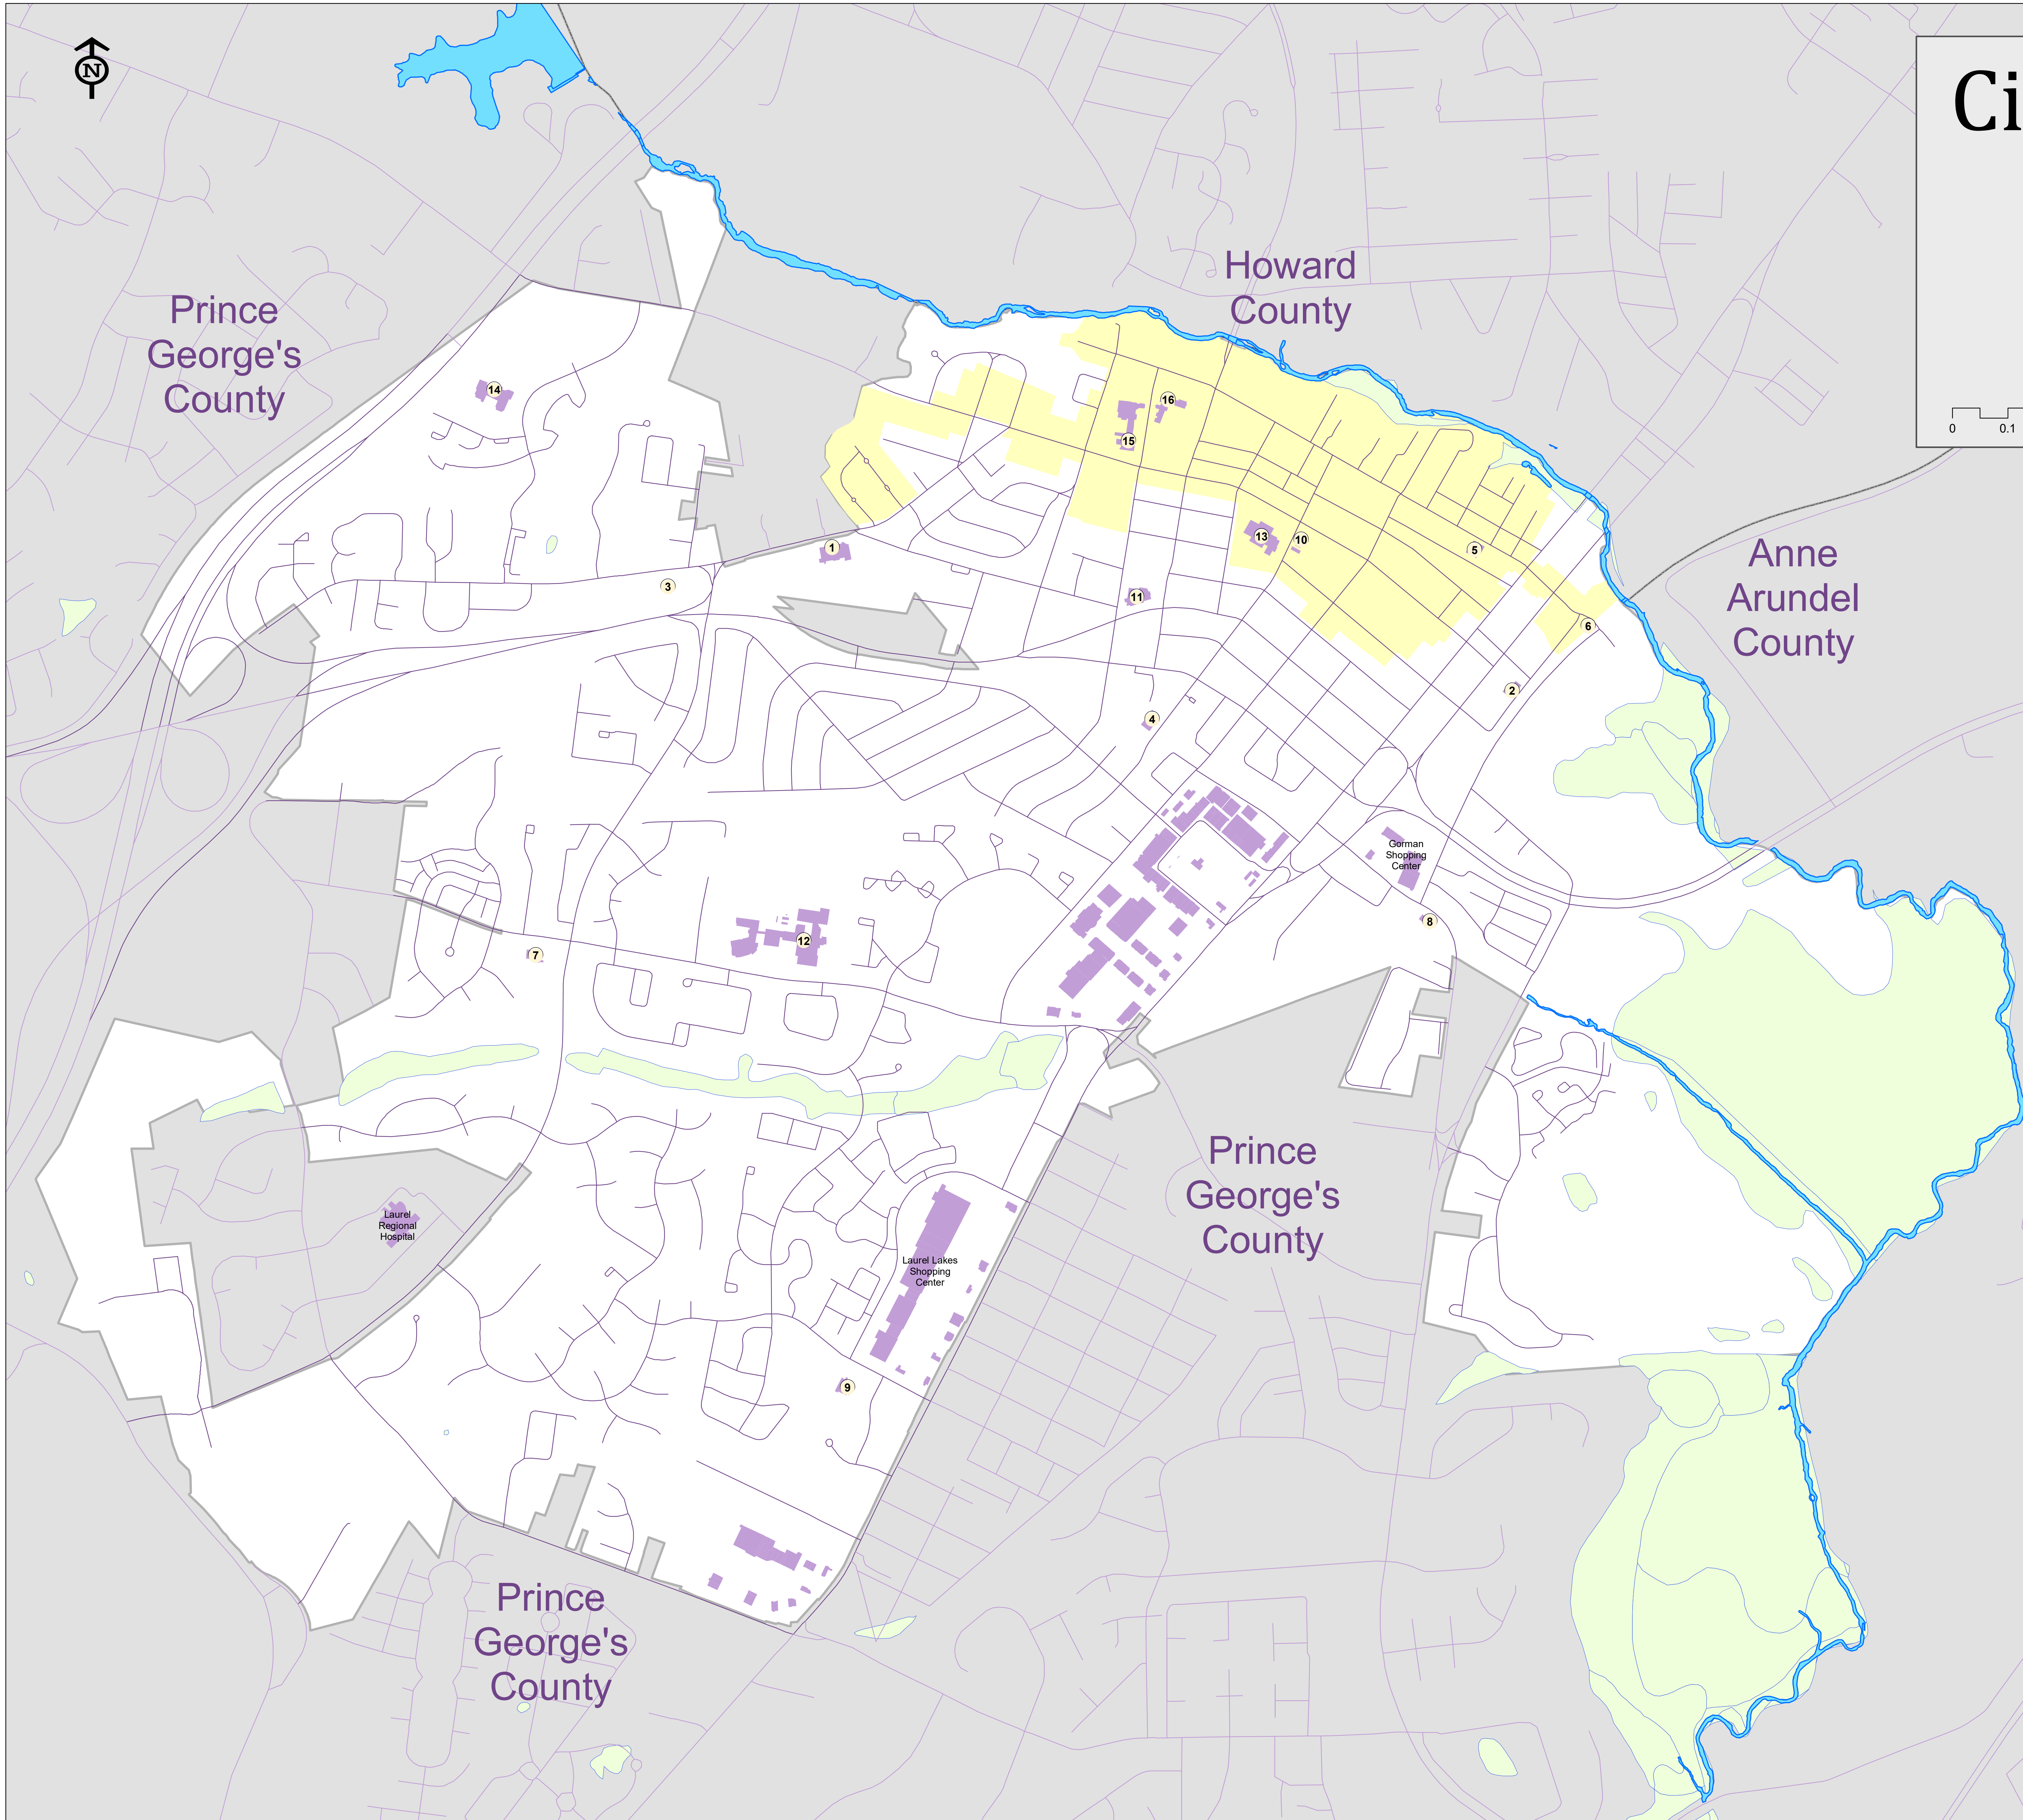 N
Ci
0 0.1
Howard
County
Prince
George's
County
14
16
15
13
10
5
1
3
11
6
Anne
Arundel
County
2
4
Gorman
Shopping
Center
8
12
7
Prince
George's
County
Laurel
Regional
Hospital
Laurel Lakes
Shopping
Center
9
Prince
George's
County